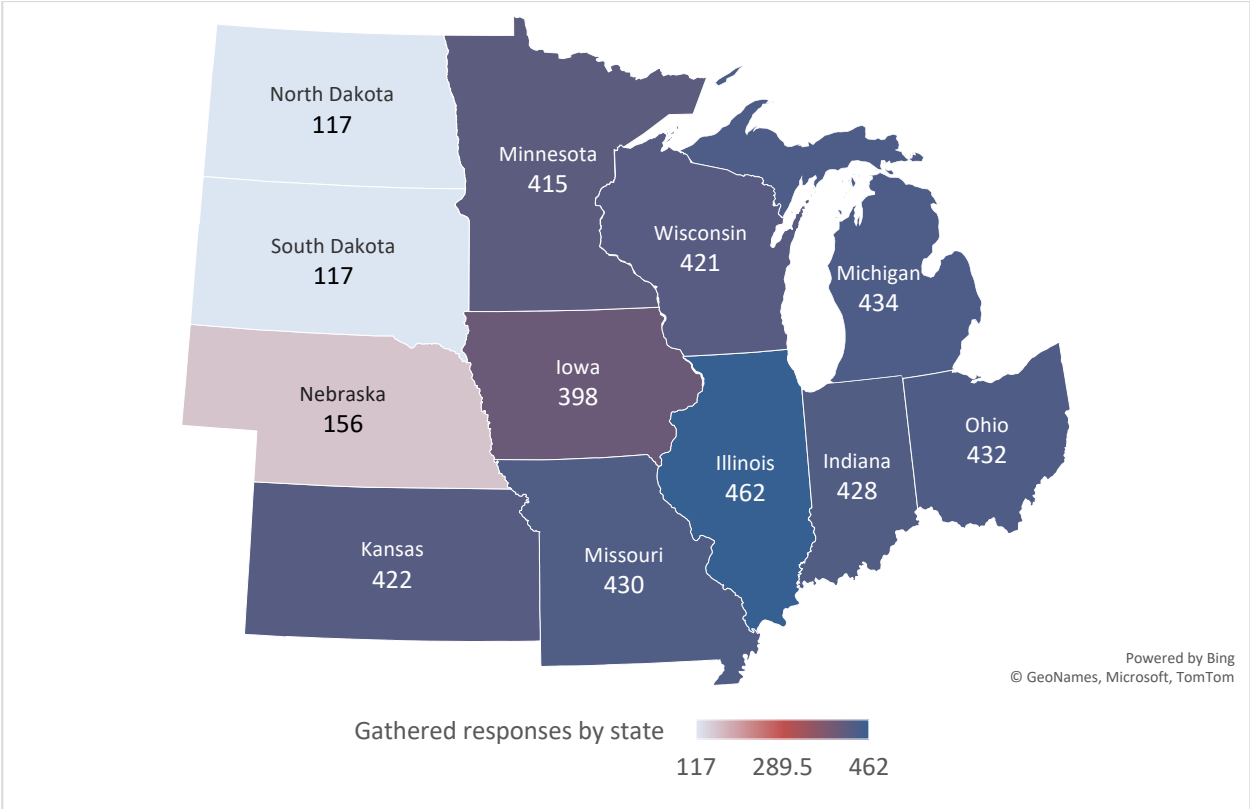 North Dakota
117
Minnesota
415
South Dakota
117
Wisconsin
421
Michigan
434
Nebraska
156
Iowa
398
Illinois
462
Indiana
428
Ohio
432
Kansas
422
Missouri
430
Powered by Bing
© GeoNames, Microsoft, TomTom
Gathered responses by state
117 289.5 462